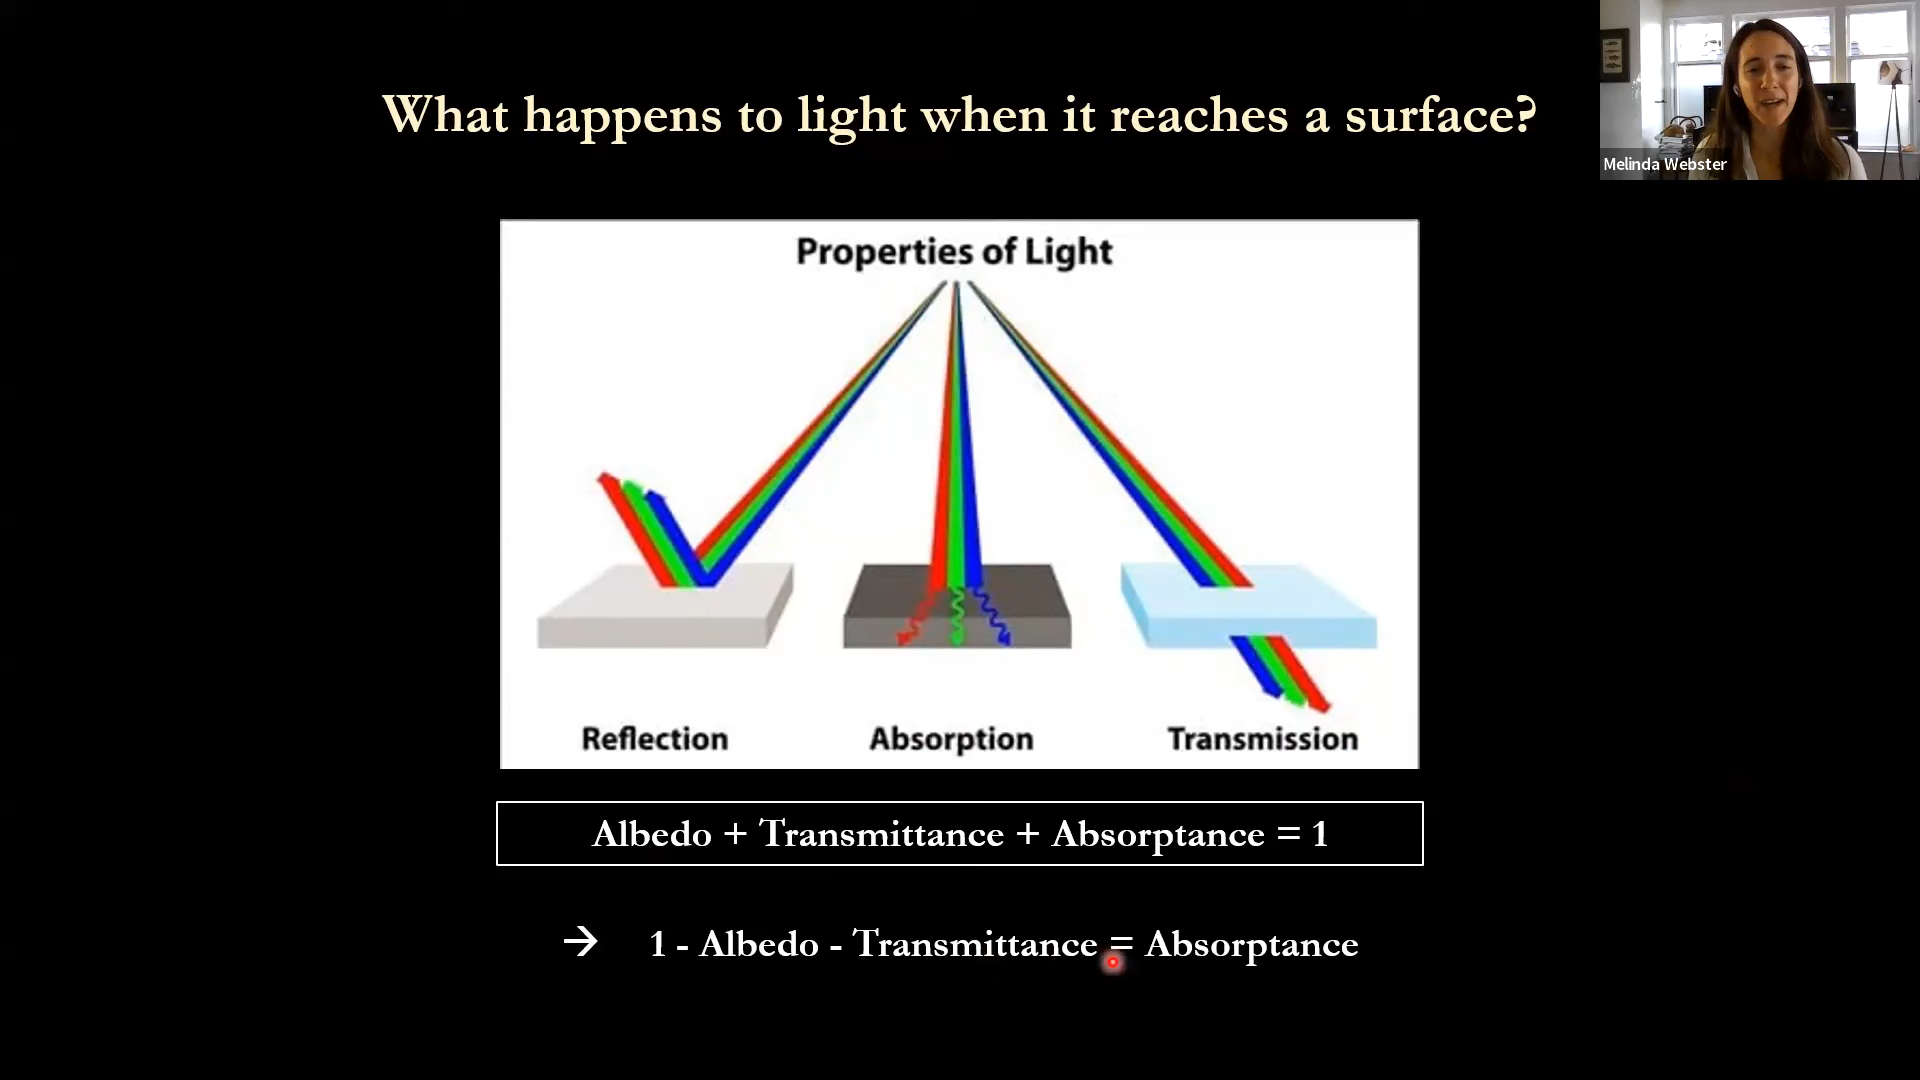 What happens to light when it reaches a surface?
Melinda Webster
Properties of Light
Reflection
Absorption
Transmission
Albedo + Transmittance + Absorptance = 1
→ 1 - Albedo - Transmittance = Absorptance